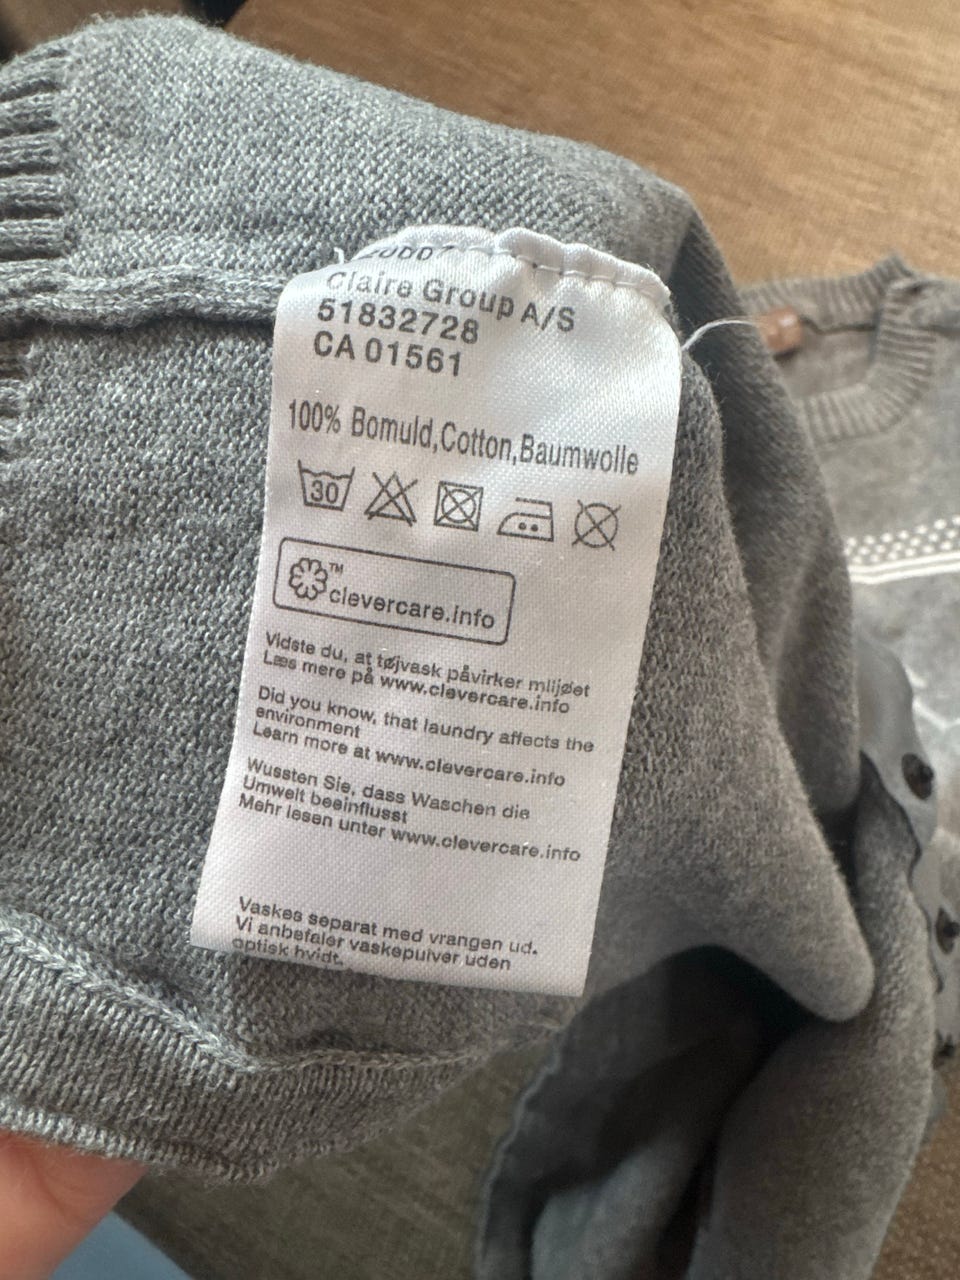 Claire Group A/S
51832728
CA 01561
100% Bomuld,Cotton,Baumwolle
30
™
clevercare.info
Vidste du, at tøjvask påvirker mlijøet
Læs mere på www.clevercare.info
Did you know, that laundry affects the
environment
Learn more at www.clevercare.info
Wussten Sie, dass Waschen die
Umwelt beeinflusst
Mehr lesen unter www.clevercare.info
Vaskes separat med vrangen ud.
Vi anbefaler vaskepulver uden
optisk hvidt.